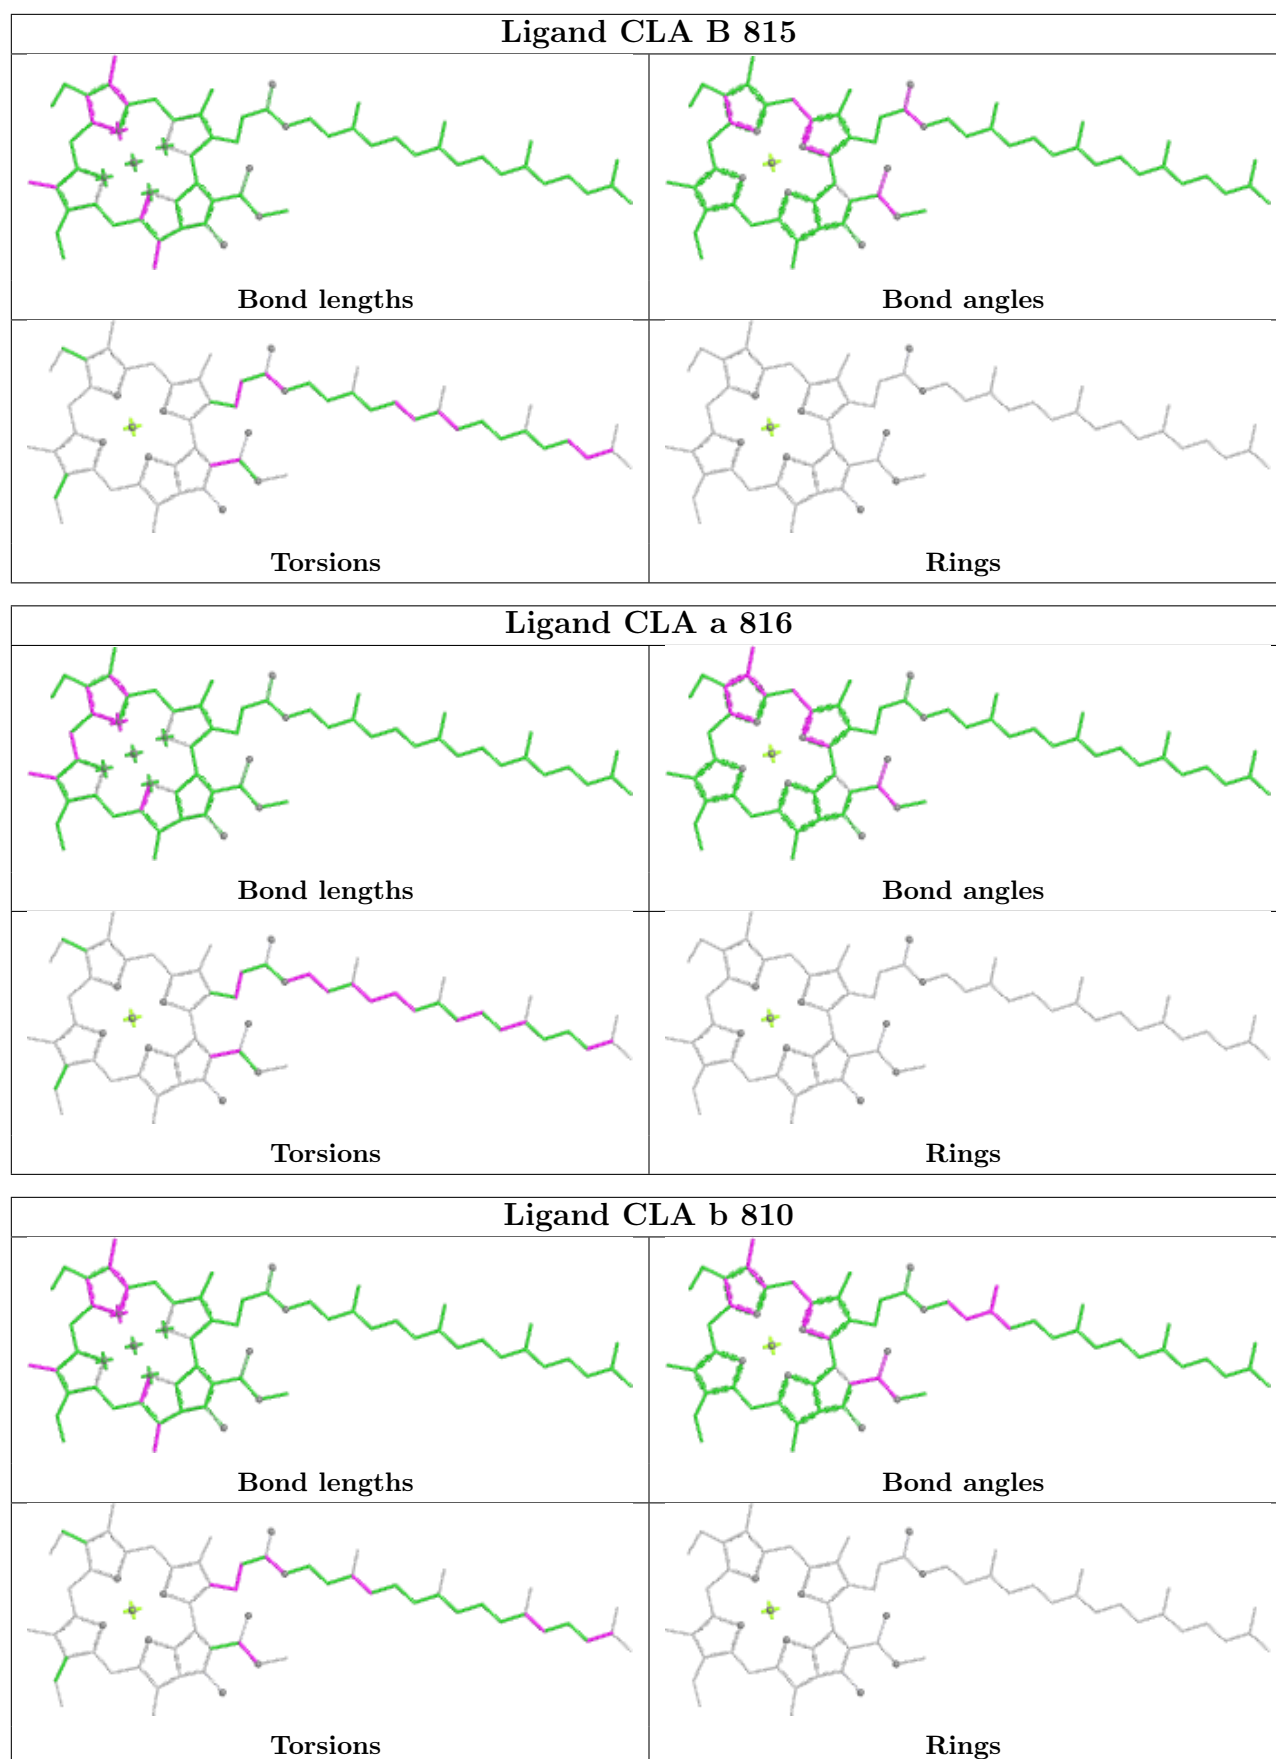 Ligand CLA B 815
Bond lengths
Bond angles
Torsions
Rings
Ligand CLA a 816
Bond lengths
Bond angles
Torsions
Rings
Ligand CLA b 810
Bond lengths
Bond angles
Torsions
Rings